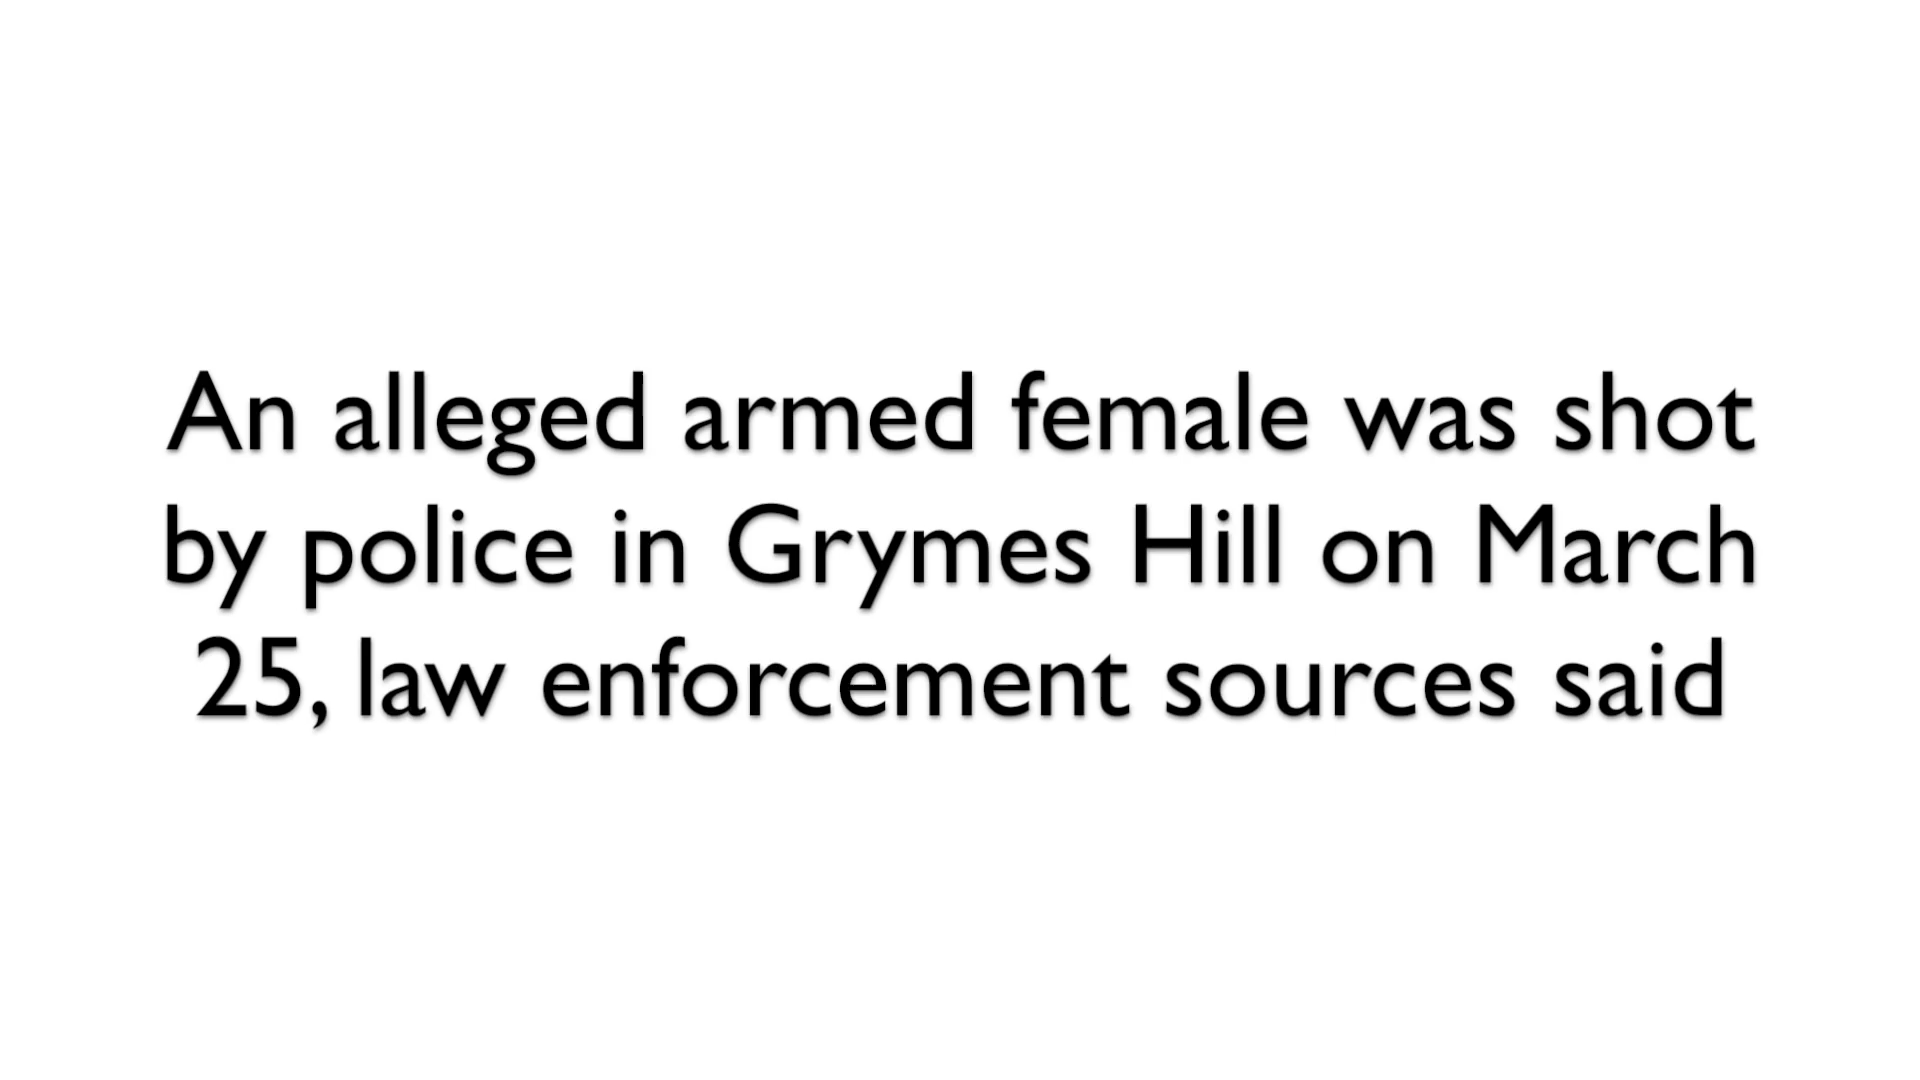 An alleged armed female was shot
by police in Grymes Hill on March
25, law enforcement sources said